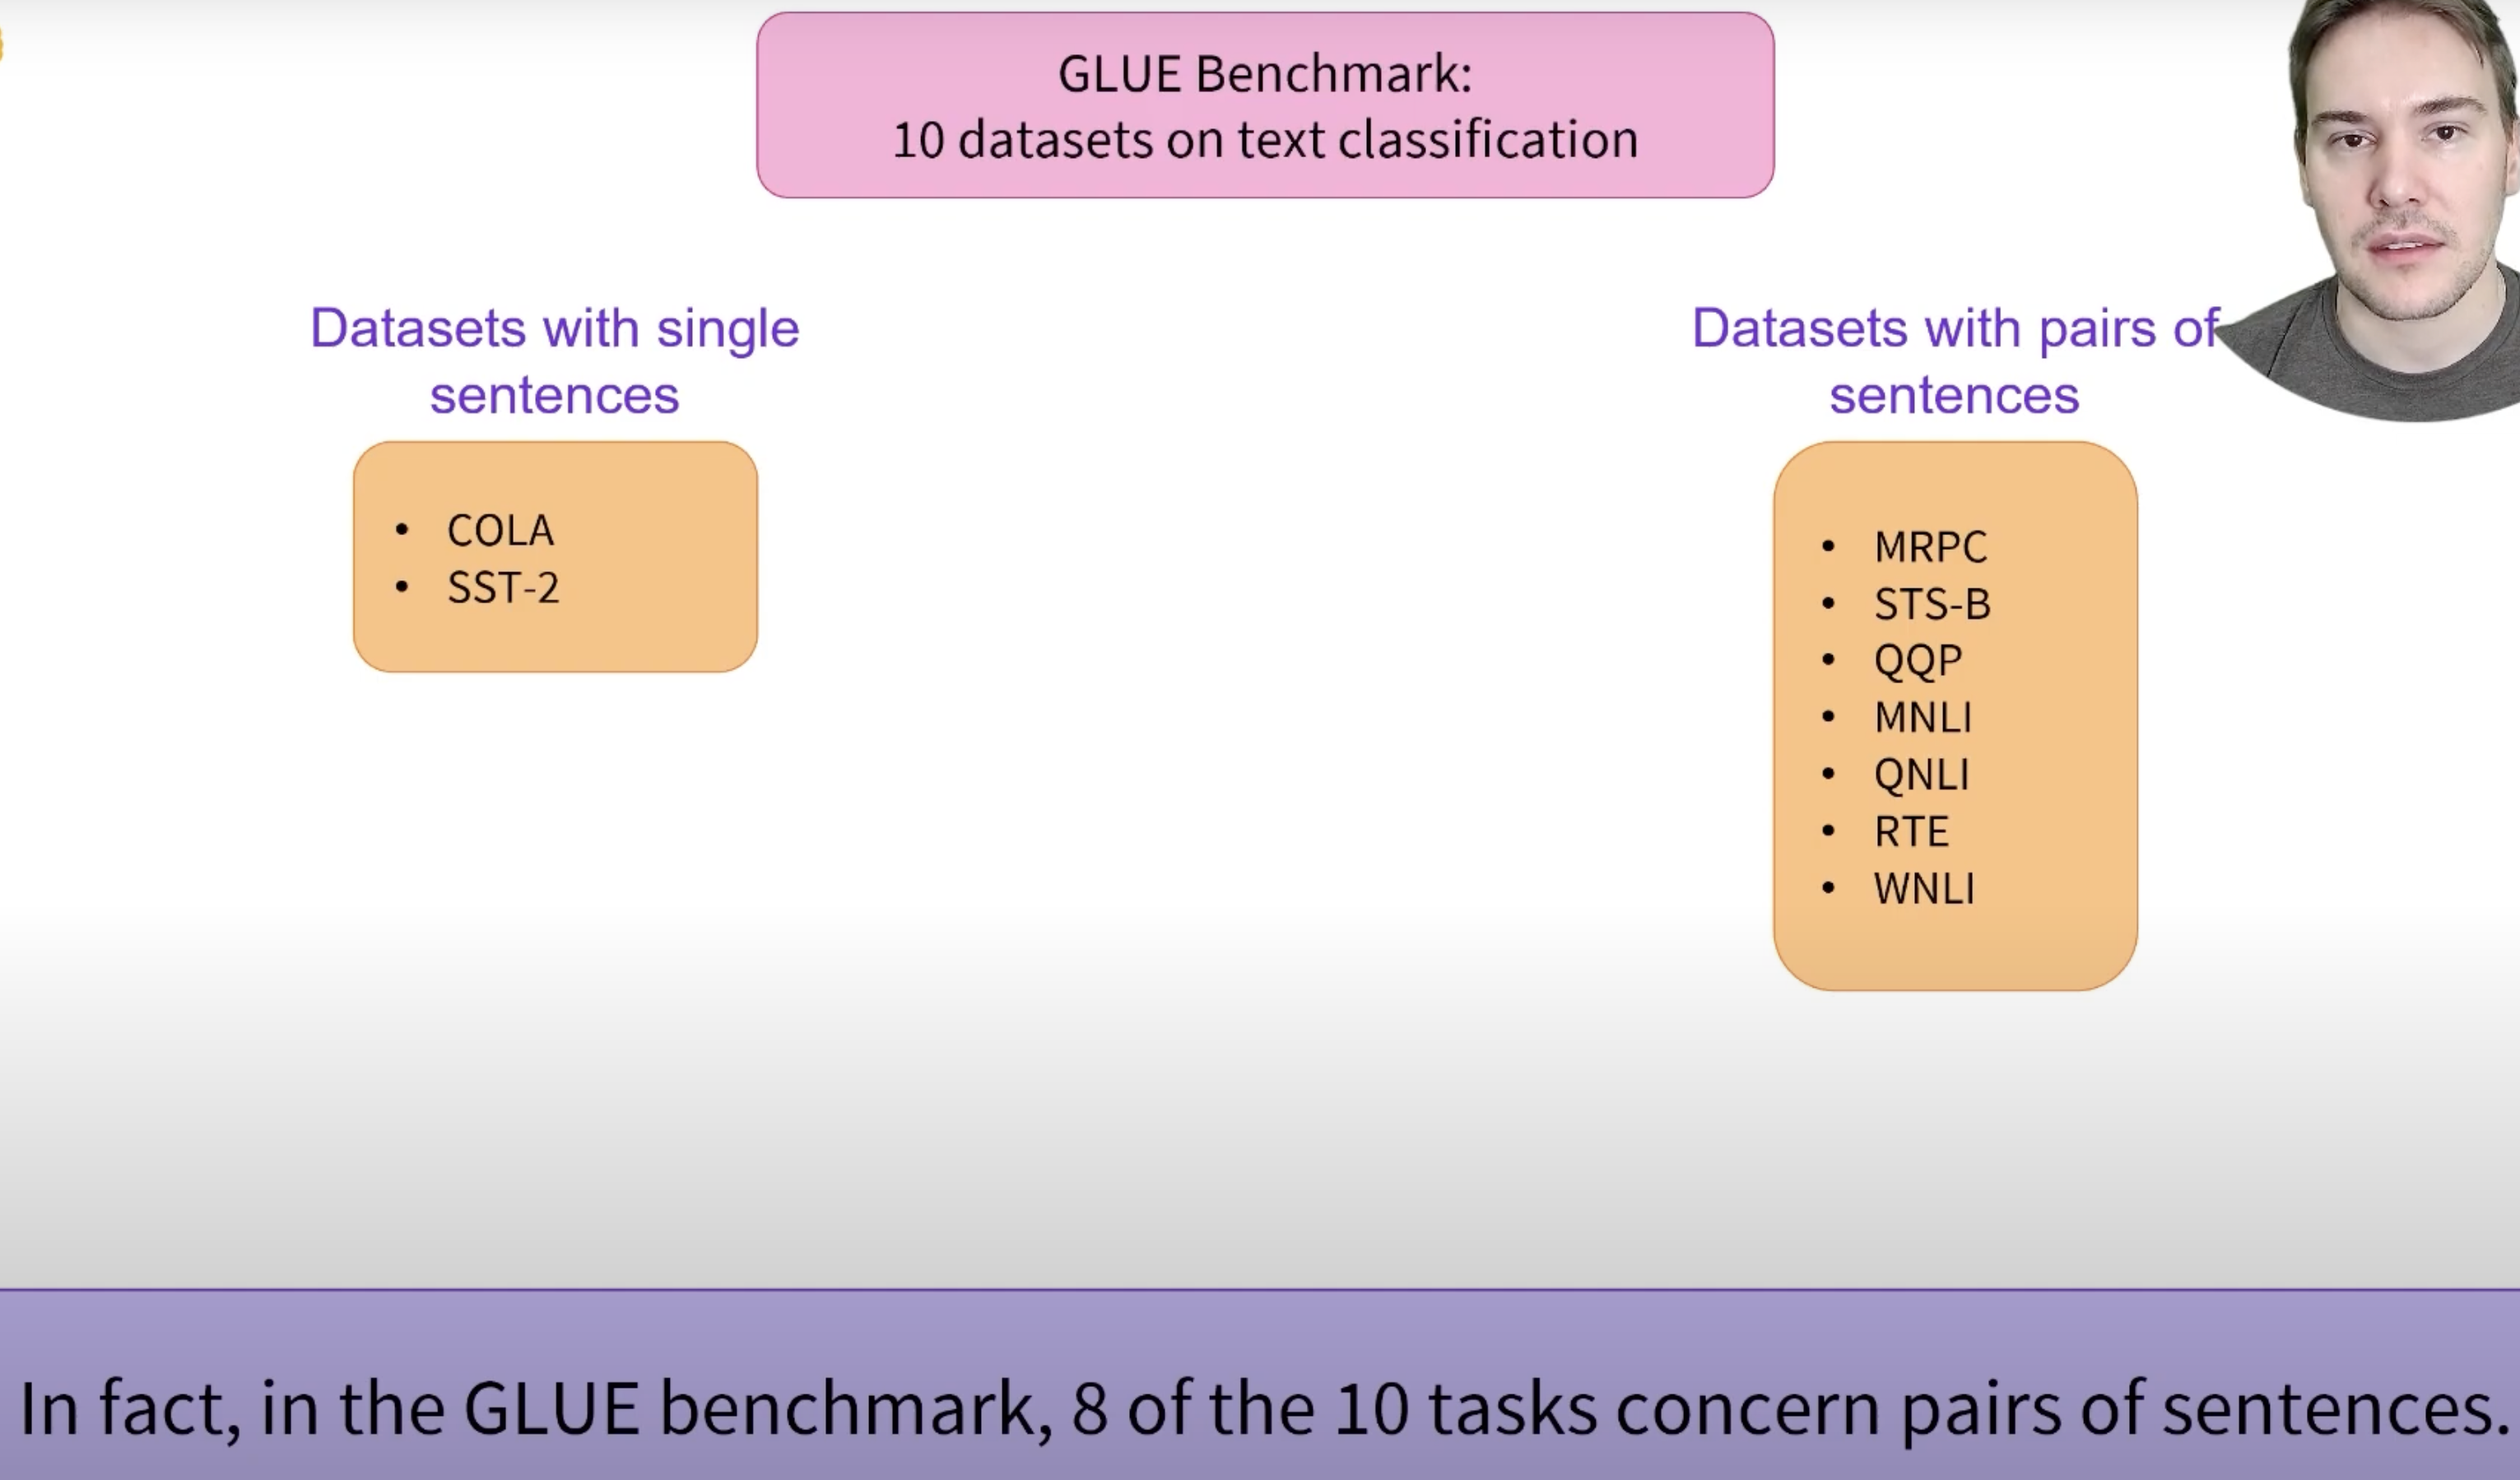 GLUE Benchmark:
10 datasets on text classification
Datasets with single
sentences
• COLA
• SST-2
Datasets with pairs of
sentences
• MRPC
• STS-B
• QQP
• MNLI
• QNLI
• RTE
• WNLI
In fact, in the GLUE benchmark, 8 of the 10 tasks concern pairs of sentences.